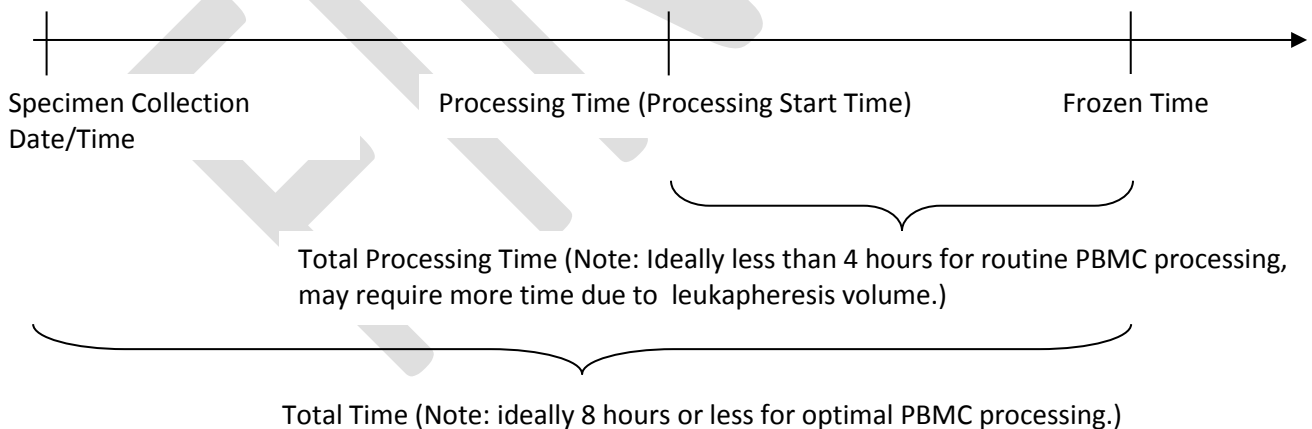 Specimen Collection
Date/Time
Processing Time (Processing Start Time)
Frozen Time
Total Processing Time (Note: Ideally less than 4 hours for routine PBMC processing,
may require more time due to  leukapheresis volume.)
Total Time (Note: ideally 8 hours or less for optimal PBMC processing.)